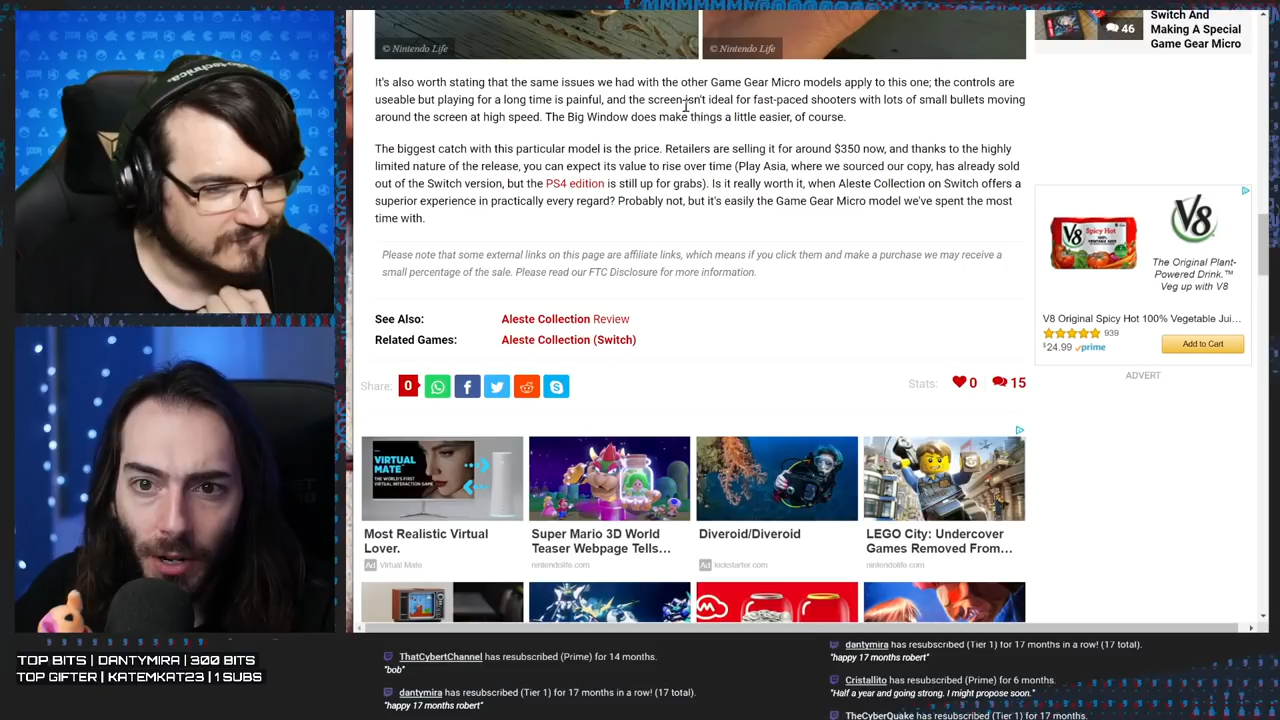 © Nintendo Life
© Nintendo Life
It's also worth stating that the same issues we had with the other Game Gear Micro models apply to this one; the controls are
useable but playing for a long time is painful, and the screen isn't ideal for fast-paced shooters with lots of small bullets moving
around the screen at high speed. The Big Window does make things a little easier, of course.
The biggest catch with this particular model is the price. Retailers are selling it for around $350 now, and thanks to the highly
limited nature of the release, you can expect its value to rise over time (Play Asia, where we sourced our copy, has already sold
out of the Switch version, but the PS4 edition is still up for grabs). Is it really worth it, when Aleste Collection on Switch offers a
superior experience in practically every regard? Probably not, but it's easily the Game Gear Micro model we've spent the most
time with.
Please note that some external links on this page are affiliate links, which means if you click them and make a purchase we may receive a
small percentage of the sale. Please read our FTC Disclosure for more information.
See Also: Aleste Collection Review
Related Games: Aleste Collection (Switch)
Share: 0
Stats: 0 15
VIRTUAL
MATE
THE WORLD'S FIRST
VIRTUAL INTERACTION GAME
Most Realistic Virtual
Lover.
Ad Virtual Mate
Super Mario 3D World
Teaser Webpage Tells...
nintendolife.com
Diveroid/Diveroid
Ad kickstarter.com
LEGO City: Undercover
Games Removed From...
nintendolife.com
46
Switch And
Making A Special
Game Gear Micro
V8
Spicy Hot
V8
The Original Plant-
Powered Drink.™
Veg up with V8
V8 Original Spicy Hot 100% Vegetable Jui...
939
$24.99 prime
Add to Cart
ADVERT
TOP BITS | DANTYMIRA | 300 BITS
TOP GIFTER | KATEMKAT23 | 1 SUBS
ThatCybertChannel has resubscribed (Prime) for 14 months.
"bob"
dantymira has resubscribed (Tier 1) for 17 months in a row! (17 total).
"happy 17 months robert"
dantymira has resubscribed (Tier 1) for 17 months in a row! (17 total).
"happy 17 months robert"
Cristallito has resubscribed (Prime) for 6 months.
"Half a year and going strong. I might propose soon."
TheCyberQuake has resubscribed (Prime) for 17 months.